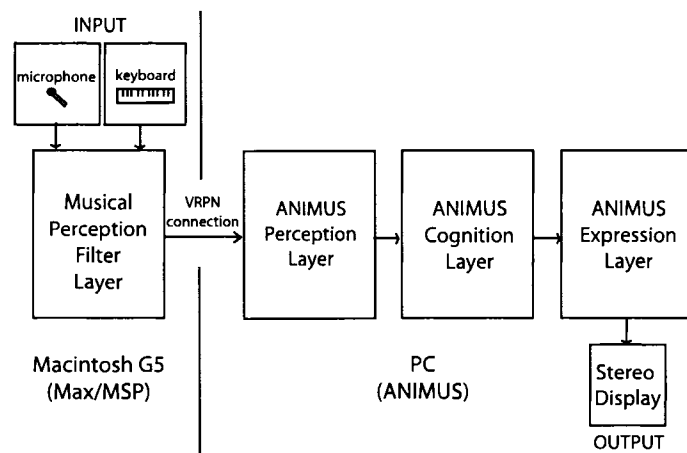 INPUT
microphone
keyboard
Musical
Perception
Filter
Layer
VRPN
connection
ANIMUS
Perception
Layer
ANIMUS
Cognition
Layer
ANIMUS
Expression
Layer
Macintosh G5
(Max/MSP)
PC
(ANIMUS)
Stereo
Display
OUTPUT